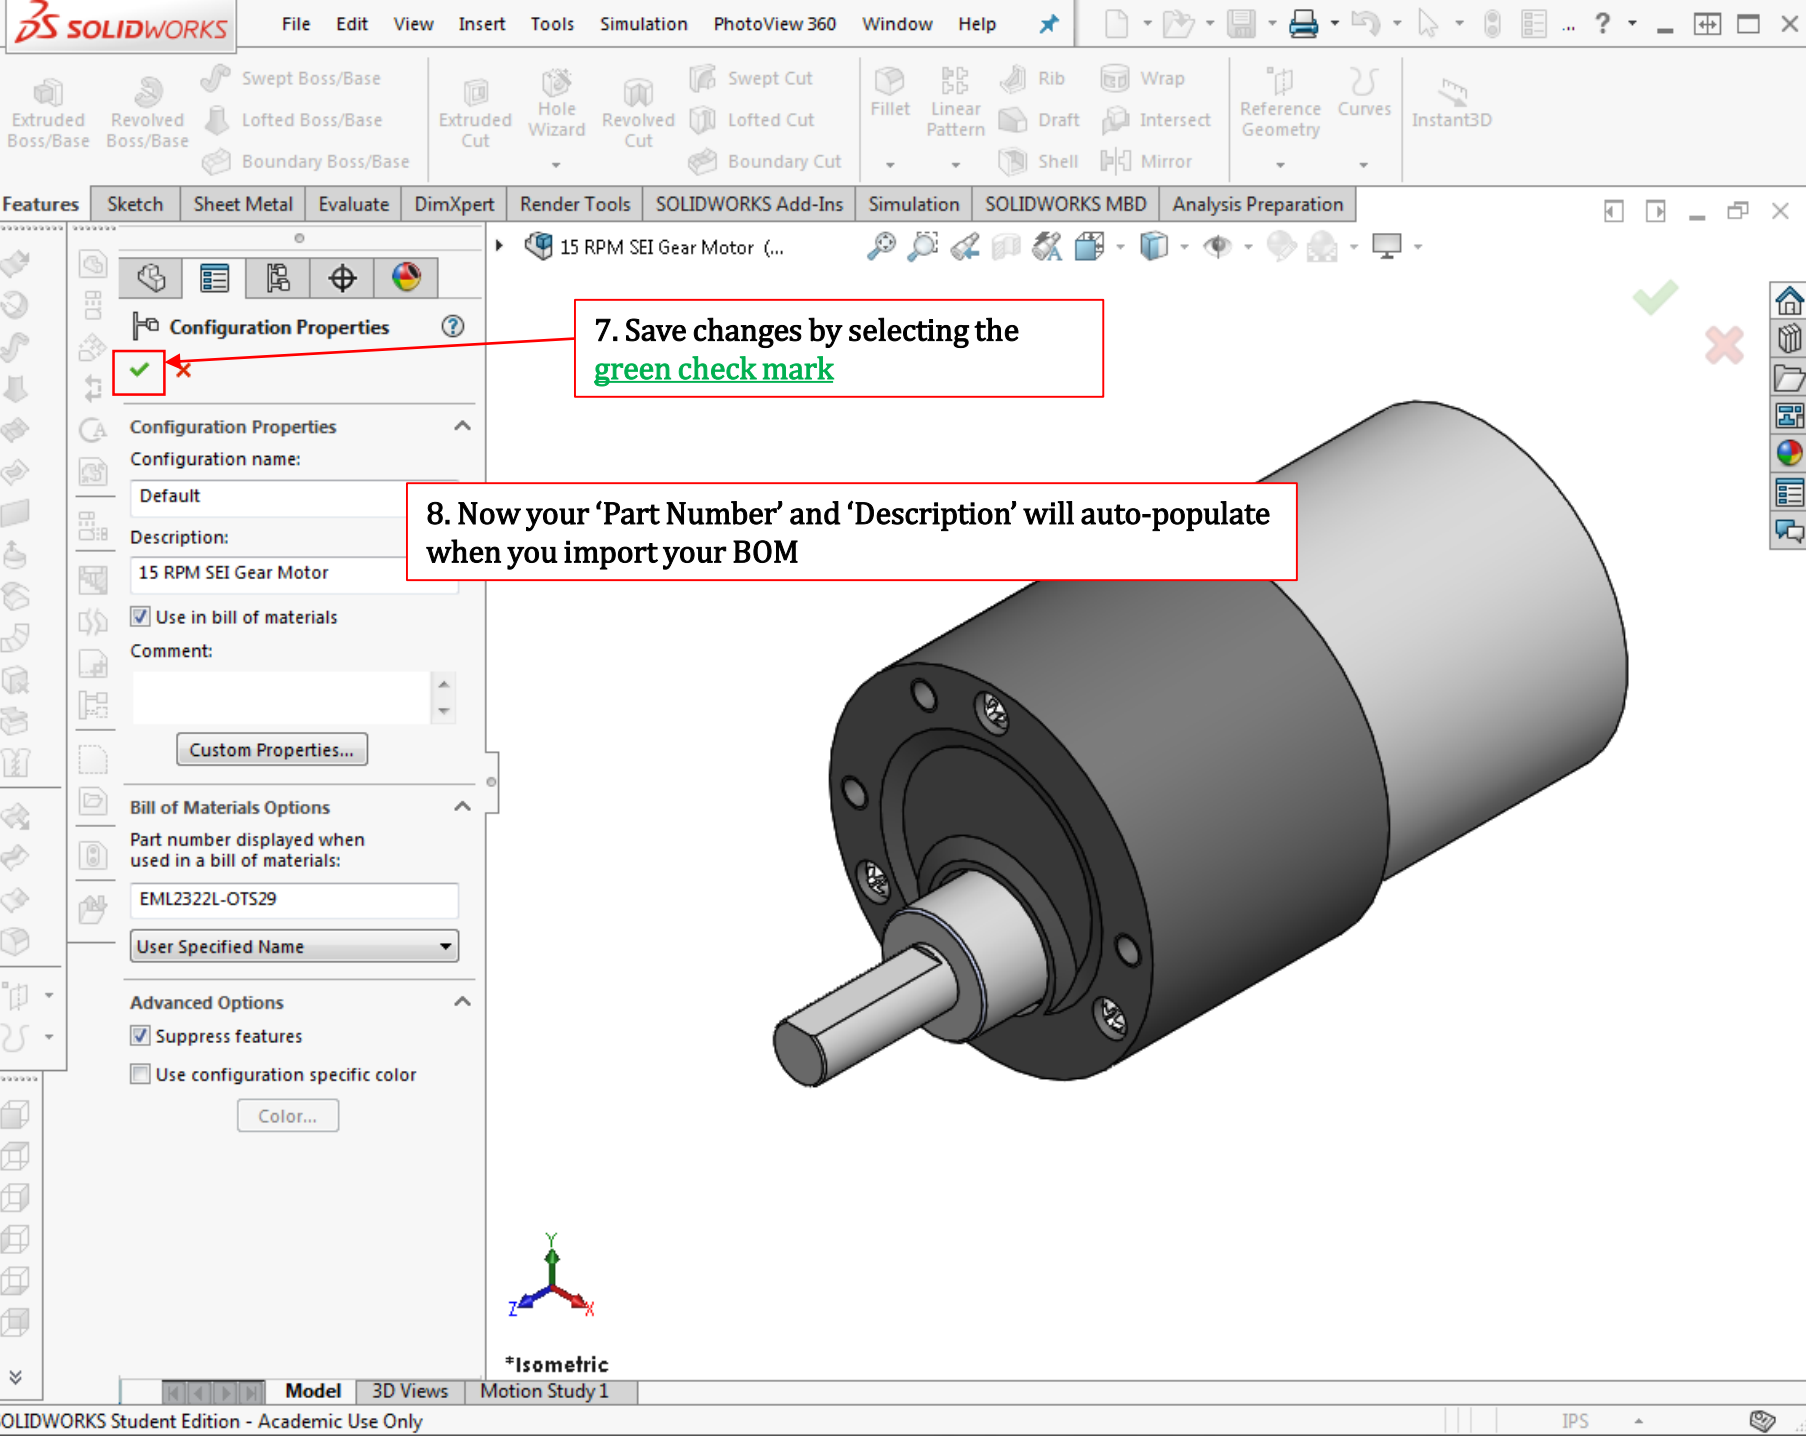 SOLIDWORKS
File Edit View Insert Tools Simulation PhotoView 360 Window Help
... ?
Extruded Boss/Base
Revolved Boss/Base
Swept Boss/Base
Lofted Boss/Base
Boundary Boss/Base
Extruded Cut
Hole Wizard
Revolved Cut
Swept Cut
Lofted Cut
Boundary Cut
Fillet
Linear Pattern
Rib
Draft
Shell
Wrap
Intersect
Mirror
Reference Geometry
Curves
Instant3D
Features Sketch Sheet Metal Evaluate DimXpert Render Tools SOLIDWORKS Add-Ins Simulation SOLIDWORKS MBD Analysis Preparation
15 RPM SEI Gear Motor (...
Configuration Properties
7. Save changes by selecting the
green check mark
Configuration Properties
Configuration name:
Default
8. Now your ‘Part Number’ and ‘Description’ will auto-populate
when you import your BOM
Description:
15 RPM SEI Gear Motor
Use in bill of materials
Comment:
Custom Properties...
Bill of Materials Options
Part number displayed when
used in a bill of materials:
EML2322L-OTS29
User Specified Name
Advanced Options
Suppress features
Use configuration specific color
Color...
Y
Z X
*Isometric
Model 3D Views Motion Study 1
OLIDWORKS Student Edition - Academic Use Only
IPS